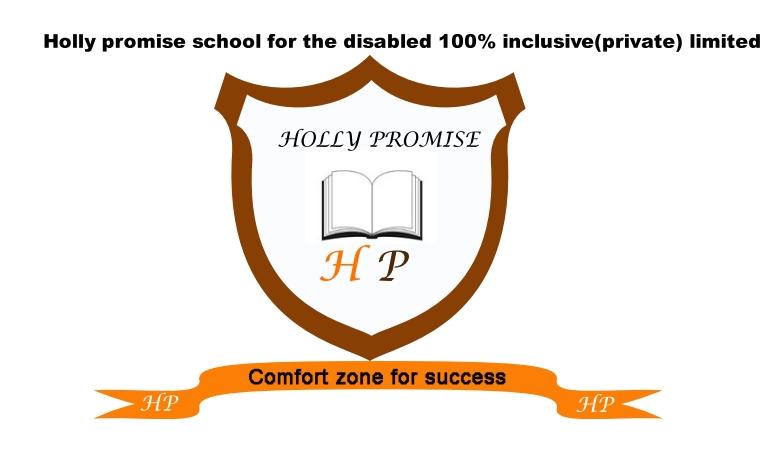 Holly promise school for the disabled 100% inclusive(private) limited
HOLLY PROMISE
H P
Comfort zone for success
HP
HP